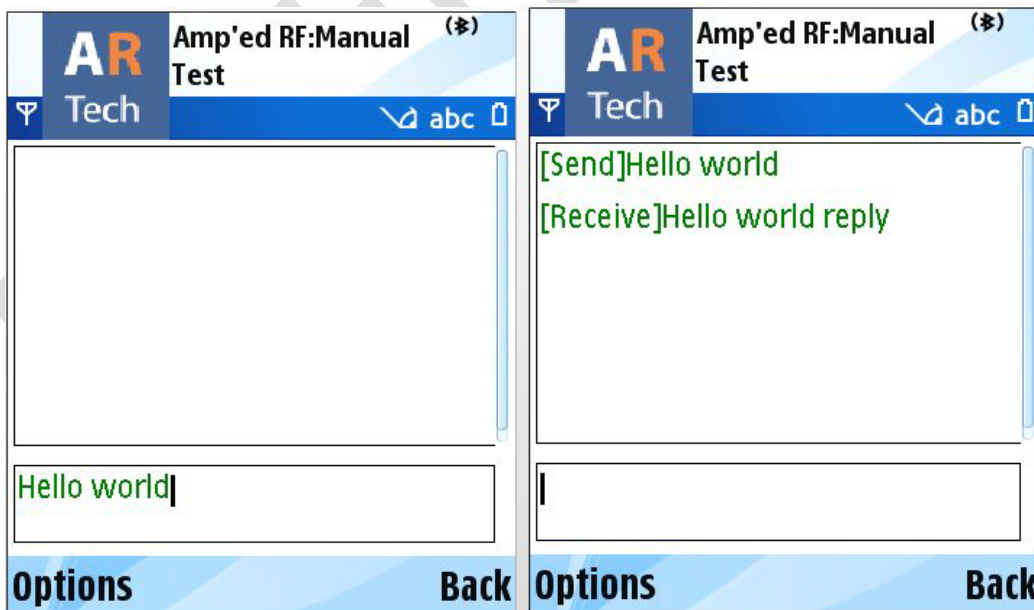 AR
Tech
Amp'ed RF:Manual
Test
abc
Hello world
Options Back
AR
Tech
Amp'ed RF:Manual
Test
abc
[Send]Hello world
[Receive]Hello world reply
Options Back